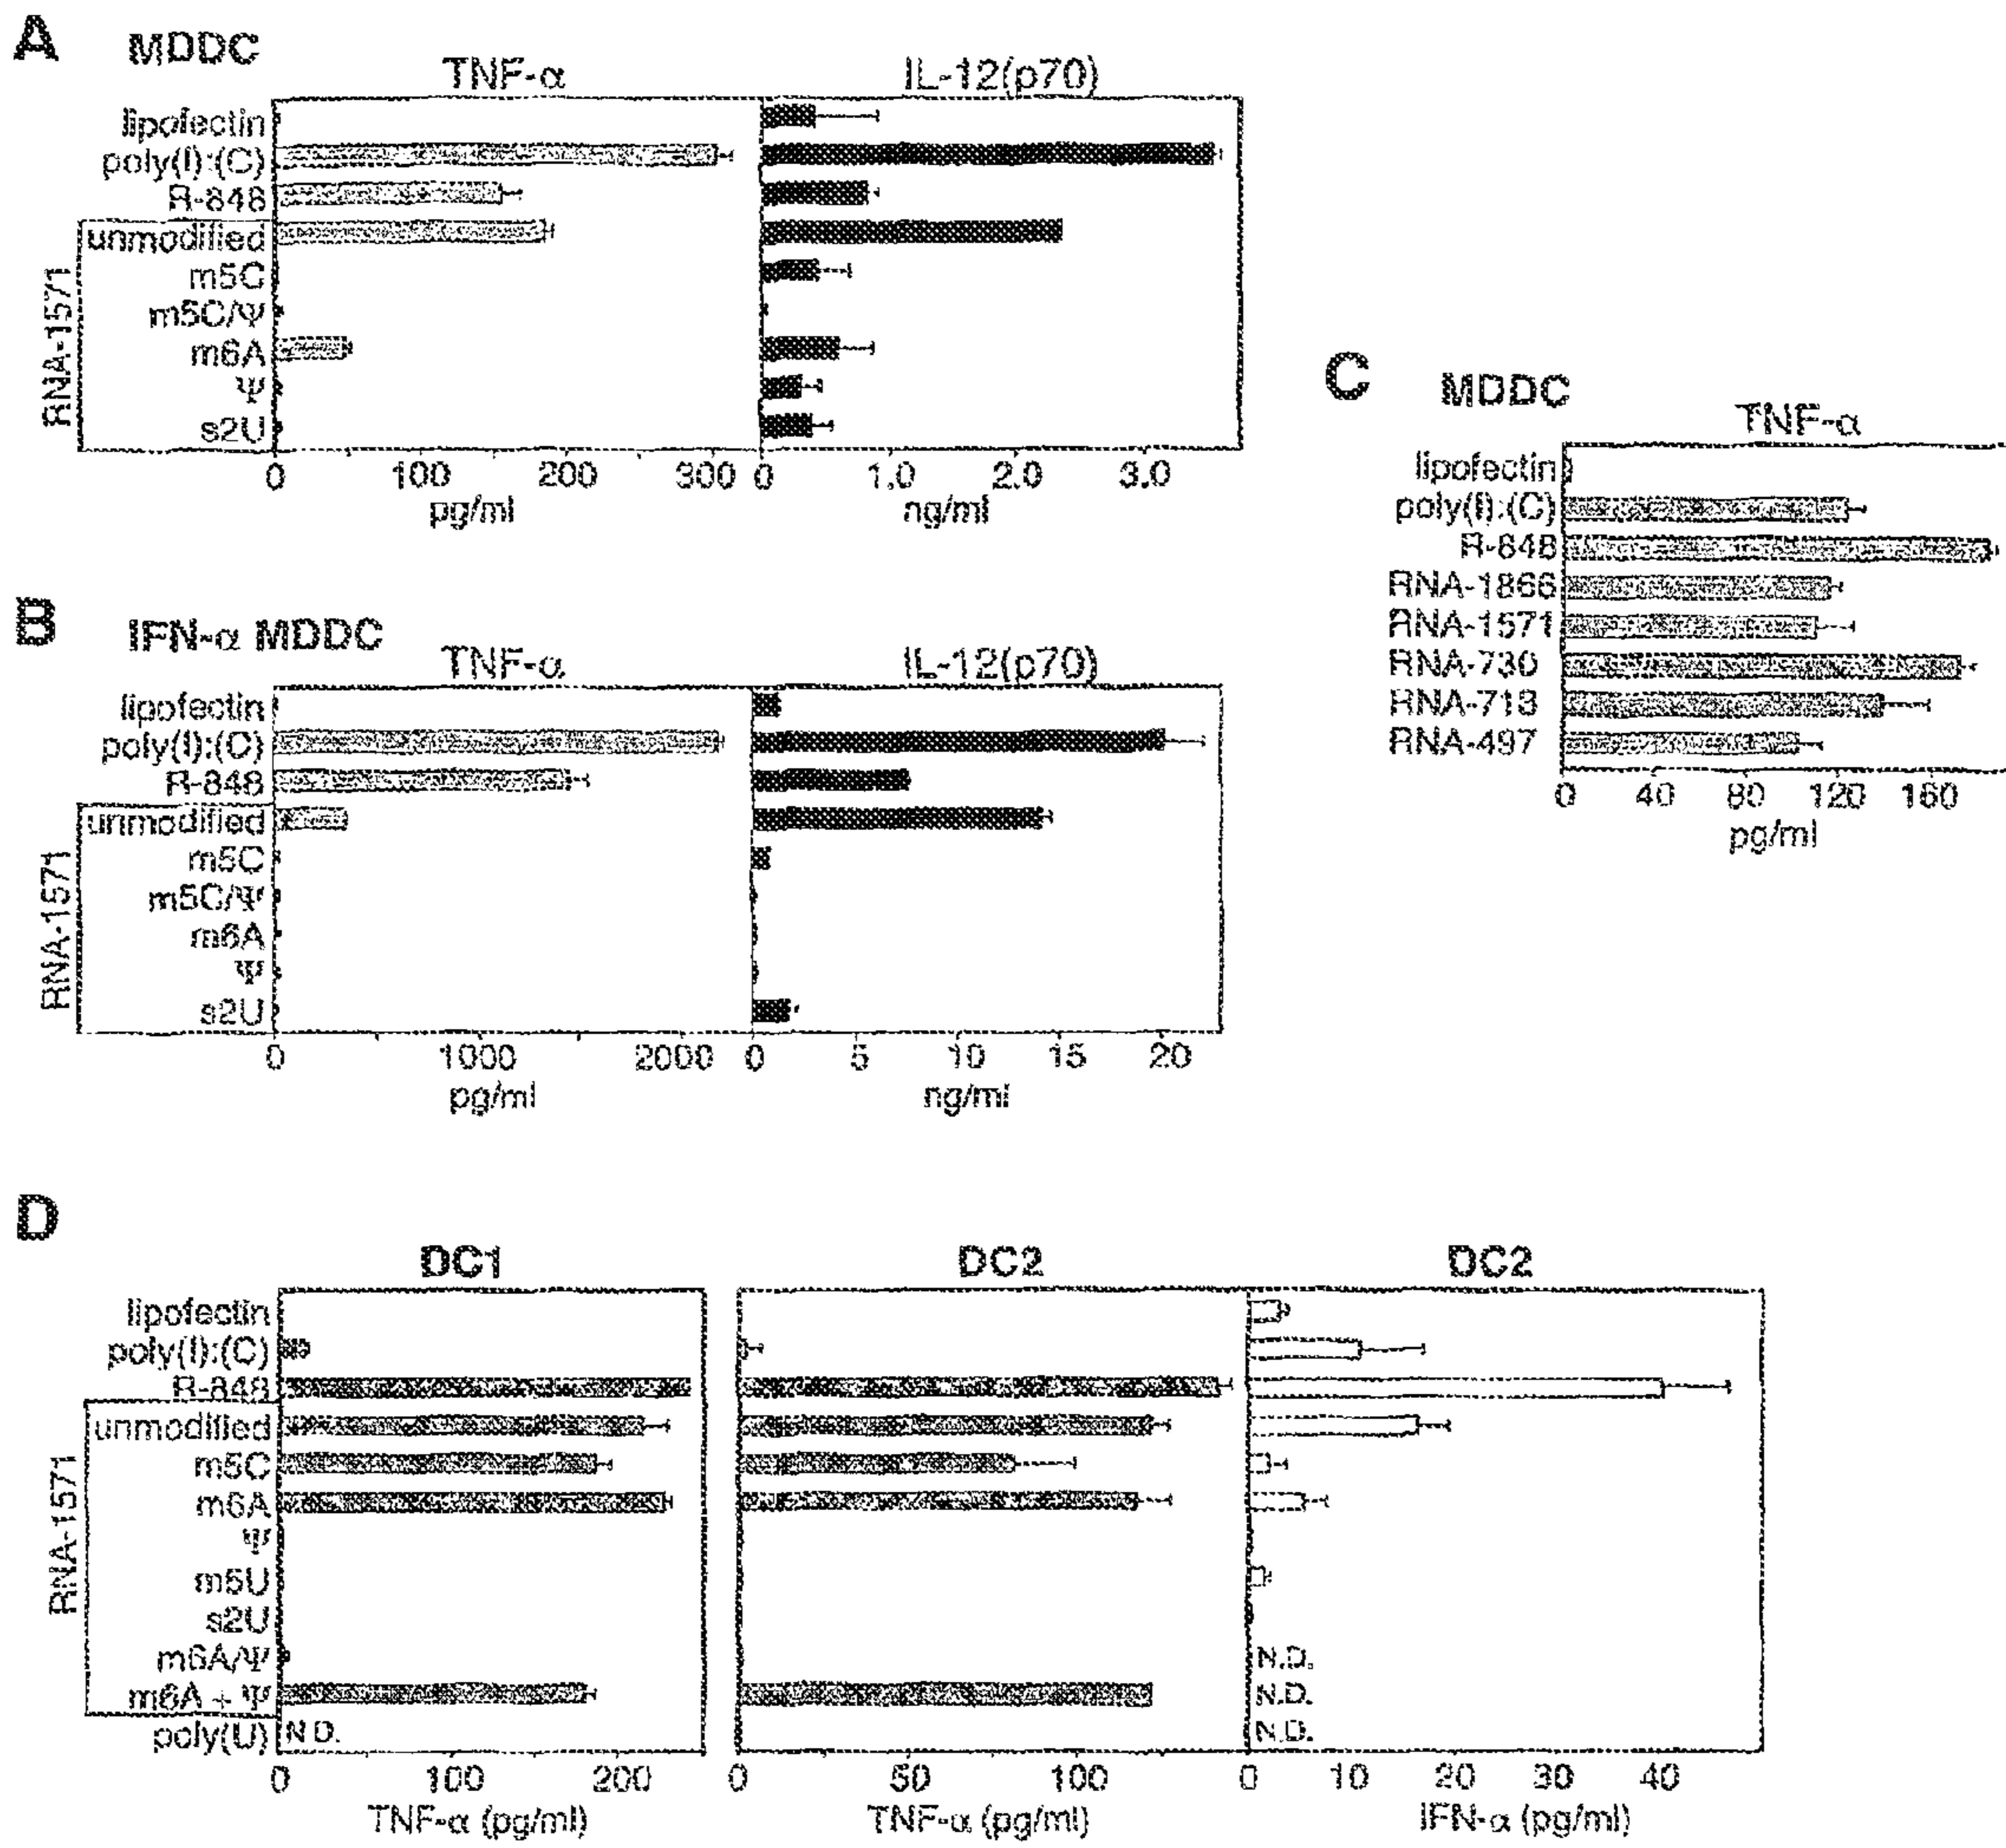 A MDDC
TNF-α IL-12(p70)
lipofectin
poly(I):(C)
R-848
unmodified
m5C
m5C/Ψ
m6A
Ψ
s2U
RNA-1571
0 100 200 300 0 1.0 2.0 3.0
pg/ml ng/ml
B IFN-α MDDC
TNF-α IL-12(p70)
lipofectin
poly(I):(C)
R-848
unmodified
m5C
m5C/Ψ
m6A
Ψ
s2U
RNA-1571
0 1000 2000 0 5 10 15 20
pg/ml ng/ml
C MDDC
TNF-α
lipofectin
poly(I):(C)
R-848
RNA-1866
RNA-1571
RNA-730
RNA-713
RNA-497
0 40 80 120 160
pg/ml
D
DC1 DC2 DC2
lipofectin
poly(I):(C)
R-848
unmodified
m5C
m6A
Ψ
m5U
s2U
m6A/Ψ N.D.
m6A + Ψ N.D.
poly(U) N.D. N.D.
RNA-1571
0 100 200 0 50 100 0 10 20 30 40
TNF-α (pg/ml) TNF-α (pg/ml) IFN-α (pg/ml)